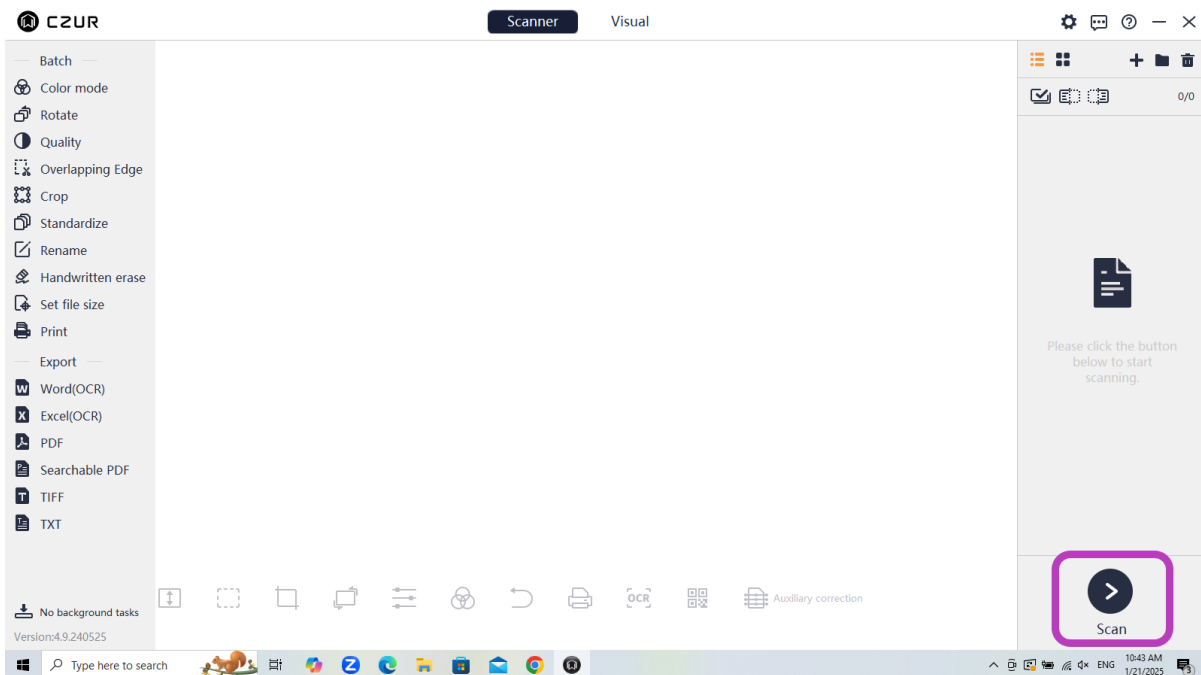 CZUR
Scanner
Visual
Batch
Color mode
Rotate
Quality
Overlapping Edge
Crop
Standardize
Rename
Handwritten erase
Set file size
Print
Export
Word(OCR)
Excel(OCR)
PDF
Searchable PDF
TIFF
TXT
No background tasks
Version:4.9.240525
OCR
Auxiliary correction
0/0
Please click the button
below to start
scanning.
Scan
Type here to search
ENG
10:43 AM
1/21/2025
3